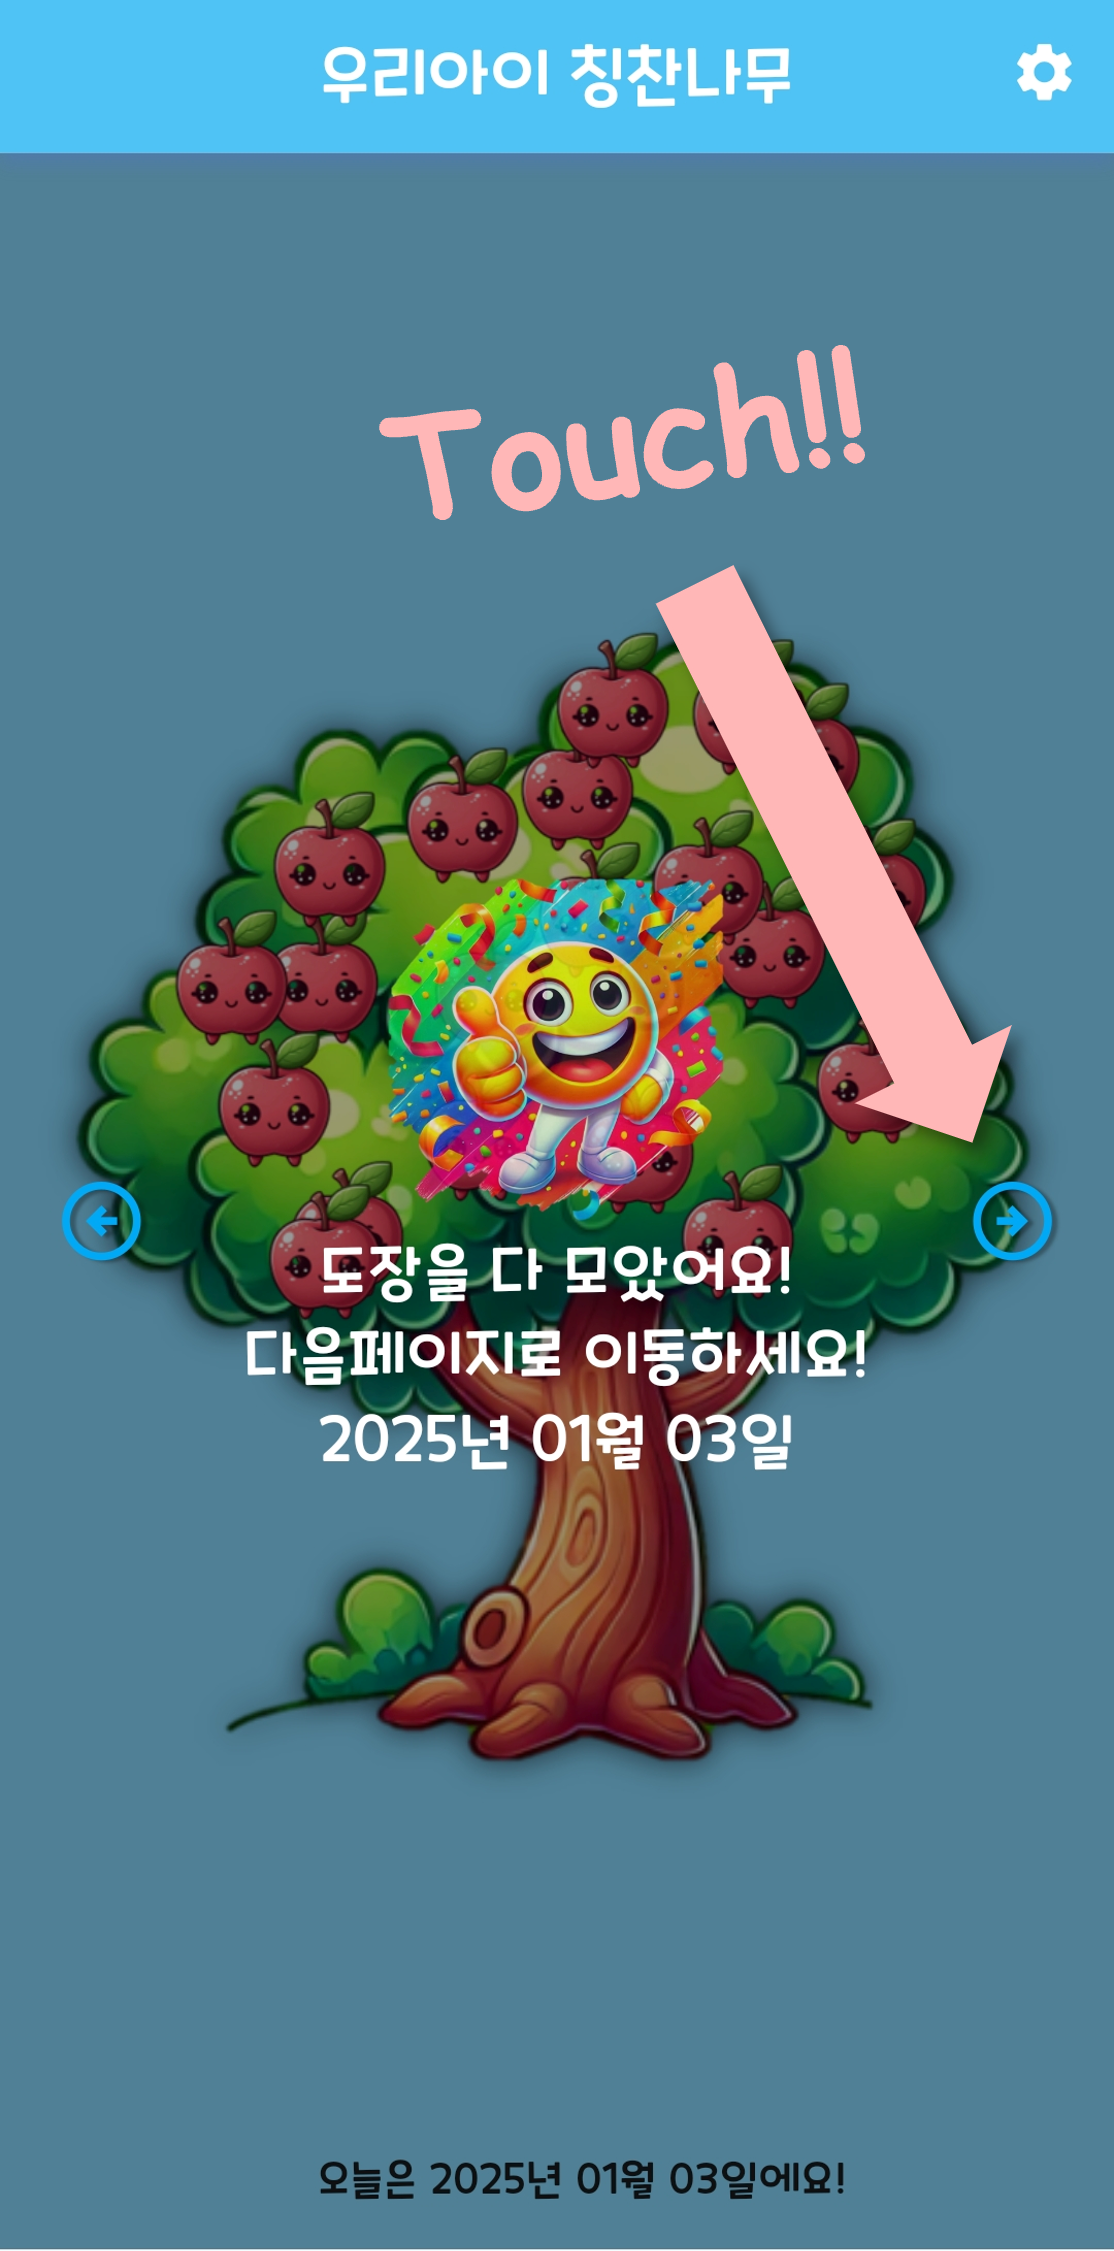 우리아이 칭찬나무
Touch!!
도장을 다 모았어요!
다음페이지로 이동하세요!
2025년 01월 03일
오늘은 2025년 01월 03일에요!